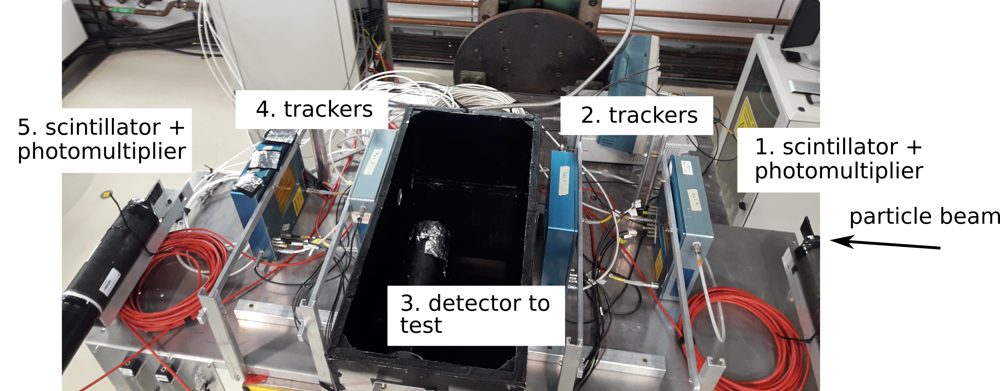 4. trackers
2. trackers
5. scintillator +
photomultiplier
1. scintillator +
photomultiplier
particle beam
3. detector to
test